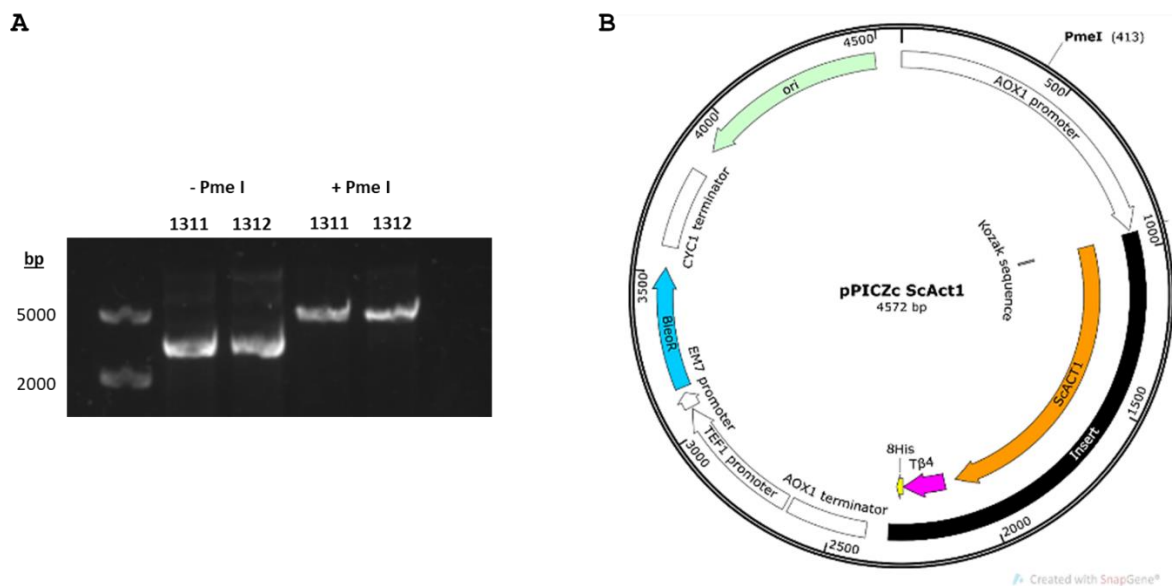 A
- Pme I + Pme I
1311 1312 1311 1312
bp
5000
2000
B
PmeI (413)
4500
500
AOX1 promoter
ori
4000
1000
CYC1 terminator
Kozak sequence
3500
pPICZc ScAct1
4572 bp
BleoR
EM7 promoter
ScACT1
1500
Insert
3000
TEF1 promoter
8His
Tβ4
AOX1 terminator
2000
2500
Created with SnapGene®